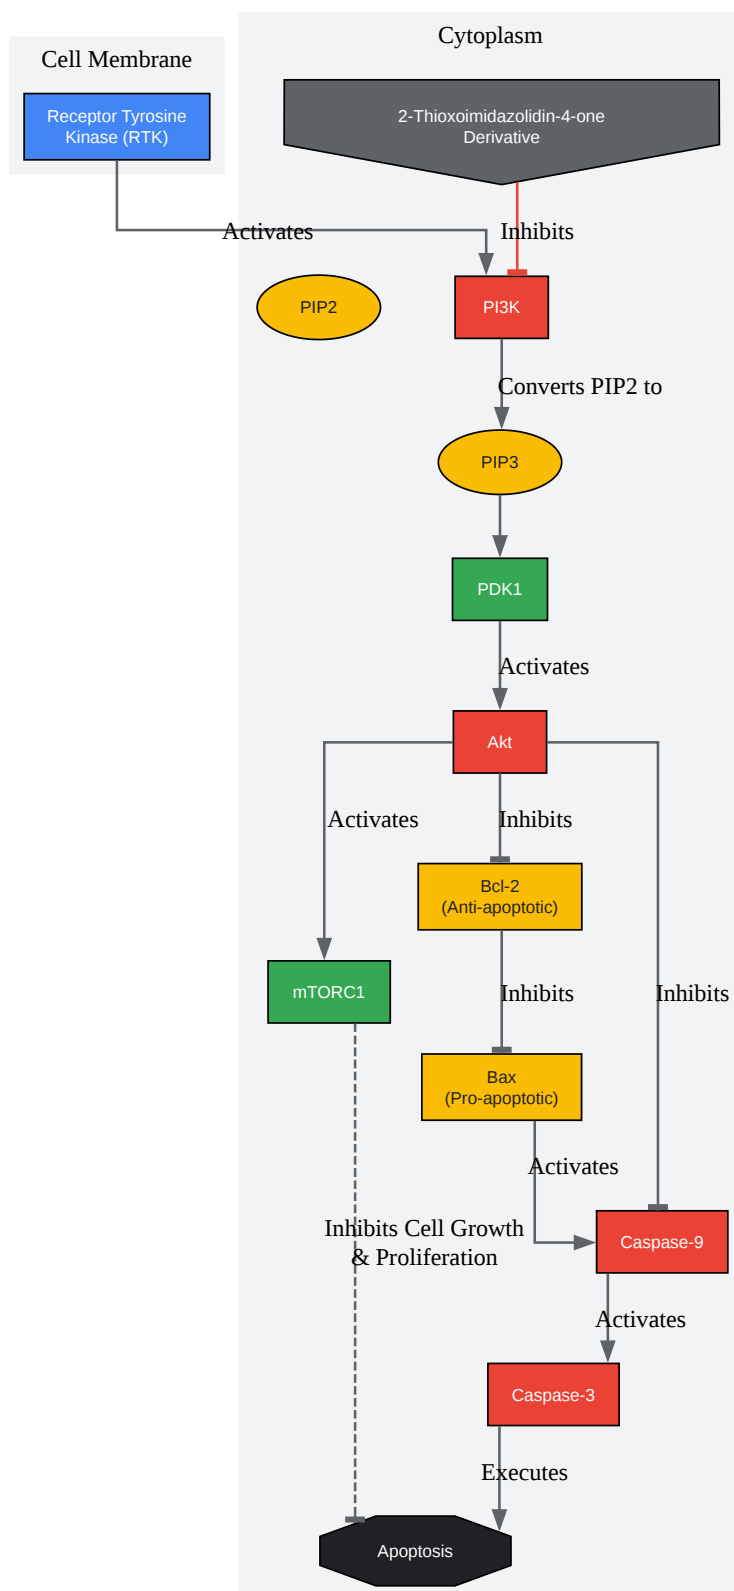 Cytoplasm
Cell Membrane
Receptor Tyrosine
Kinase (RTK)
2-Thioxoimidazolidin-4-one
Derivative
Activates
Inhibits
PIP2
PI3K
Converts PIP2 to
PIP3
PDK1
Activates
Akt
Activates
Inhibits
Bcl-2
(Anti-apoptotic)
mTORC1
Inhibits
Inhibits
Bax
(Pro-apoptotic)
Activates
Inhibits Cell Growth
& Proliferation
Caspase-9
Activates
Caspase-3
Executes
Apoptosis